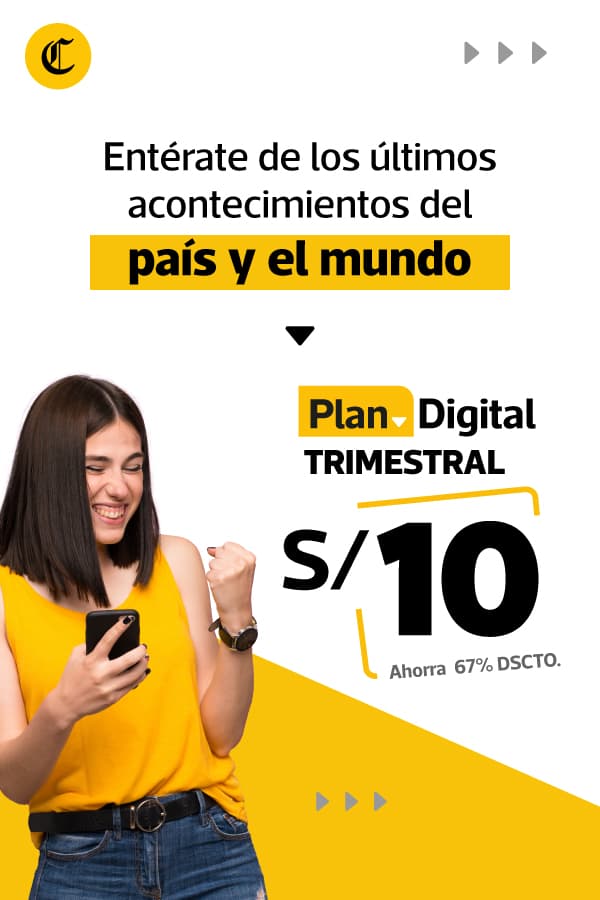 C
Entérate de los últimos
acontecimientos del
país y el mundo
Plan Digital
TRIMESTRAL
S/10
Ahorra 67% DSCTO.